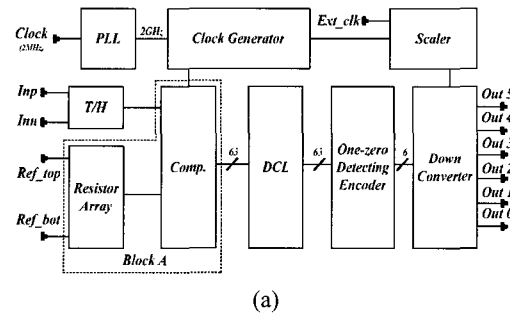 Clock
(2MHz)
PLL
2GHz
Clock Generator
Ext_clk
Scaler
Inp
Inn
T/H
Ref_top
Ref_bot
Resistor
Array
Comp.
Block A
63
DCL
63
One-zero
Detecting
Encoder
6
Down
Converter
Out 5
Out 4
Out 3
Out 2
Out 1
Out 0
(a)